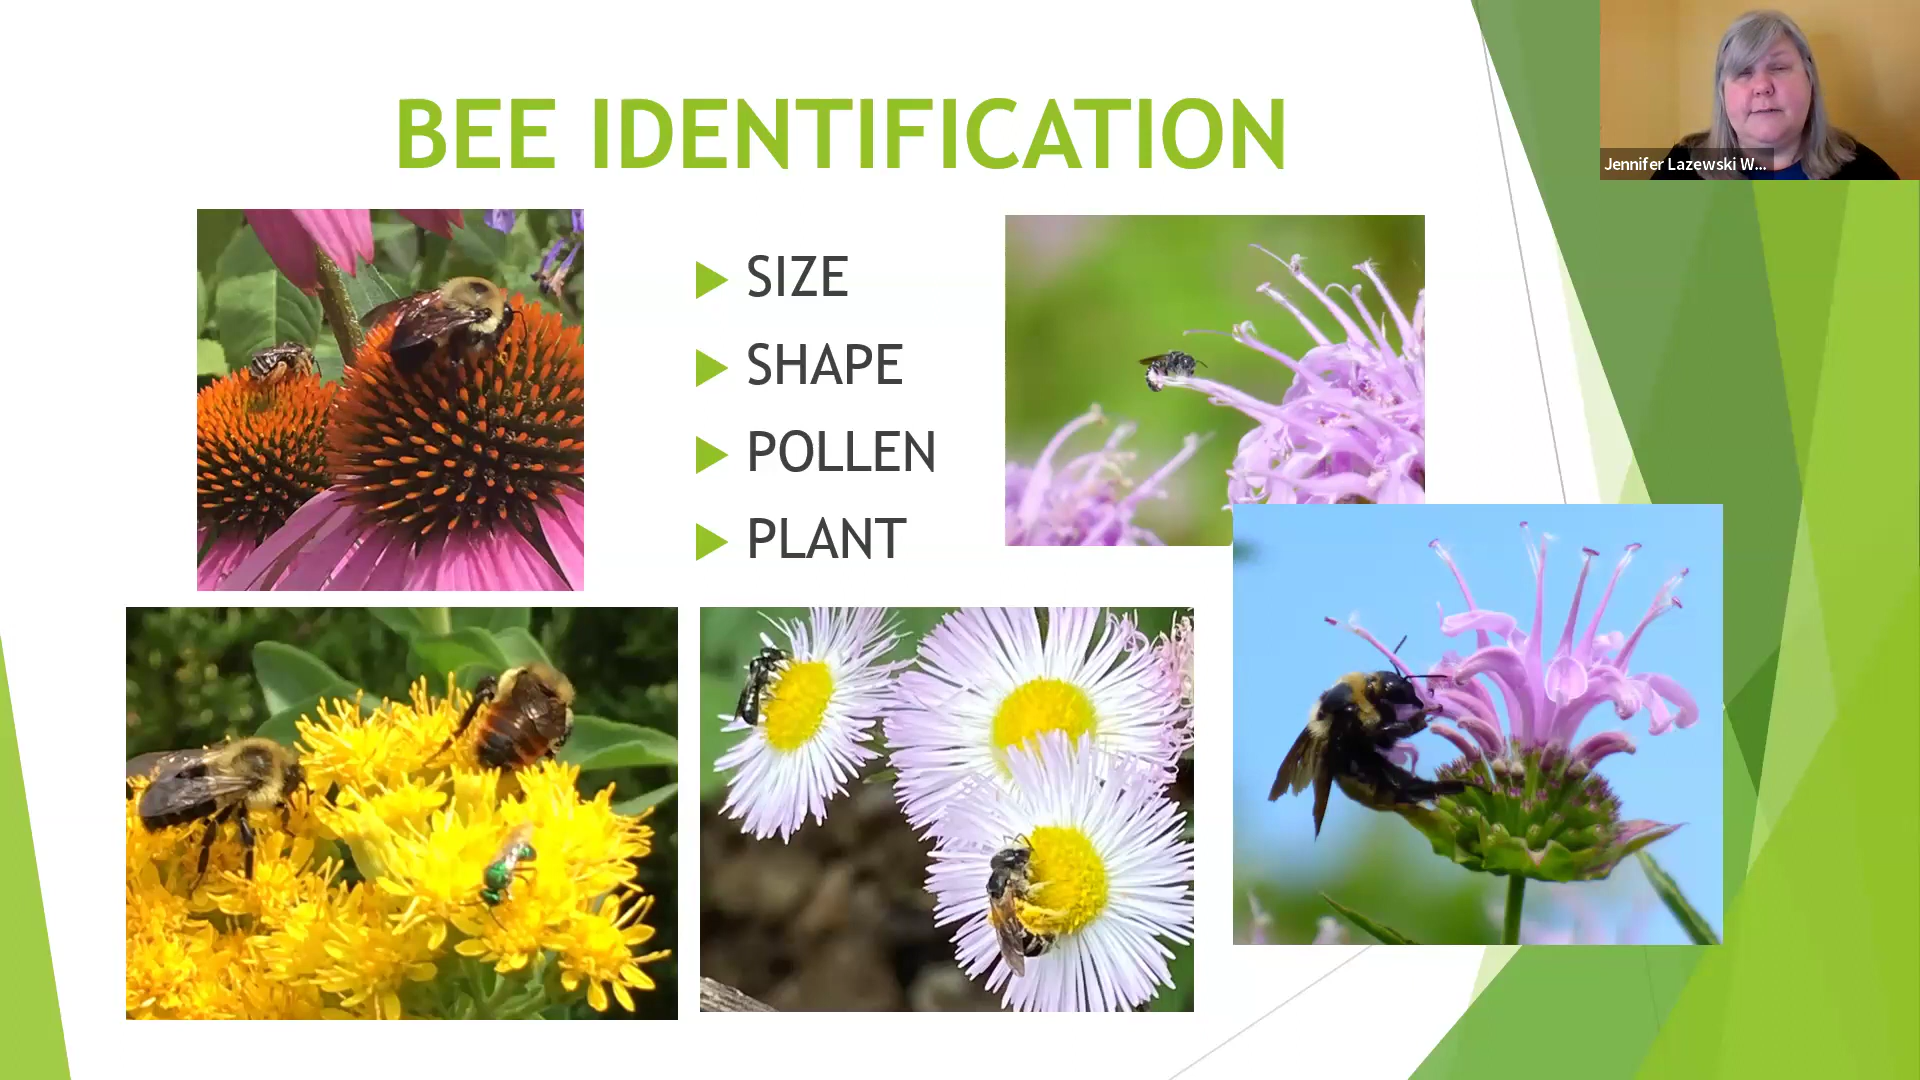 BEE IDENTIFICATION
Jennifer Lazewski W...
SIZE
SHAPE
POLLEN
PLANT